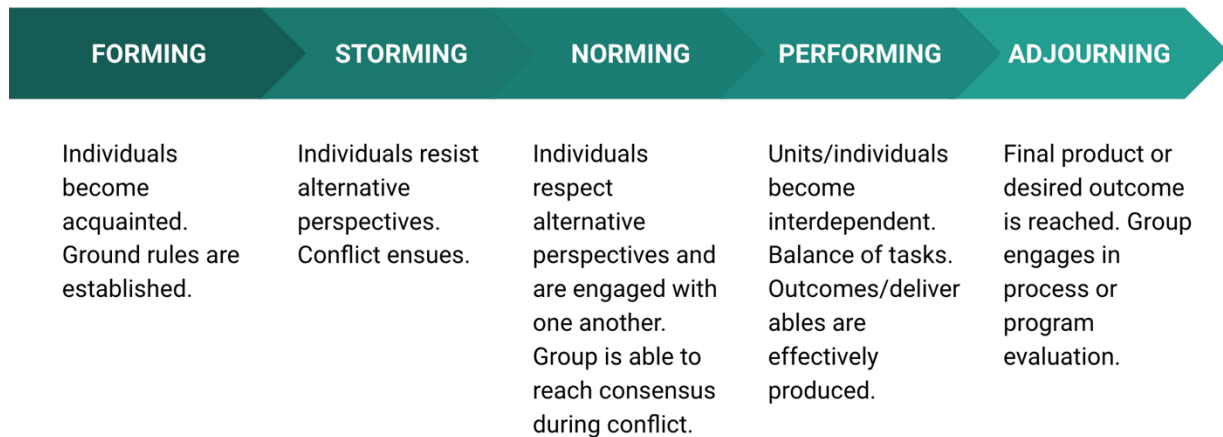 FORMING
STORMING
NORMING
PERFORMING
ADJOURNING
Individuals
become
acquainted.
Ground rules are
established.
Individuals resist
alternative
perspectives.
Conflict ensues.
Individuals
respect
alternative
perspectives and
are engaged with
one another.
Group is able to
reach consensus
during conflict.
Units/individuals
become
interdependent.
Balance of tasks.
Outcomes/deliver
ables are
effectively
produced.
Final product or
desired outcome
is reached. Group
engages in
process or
program
evaluation.